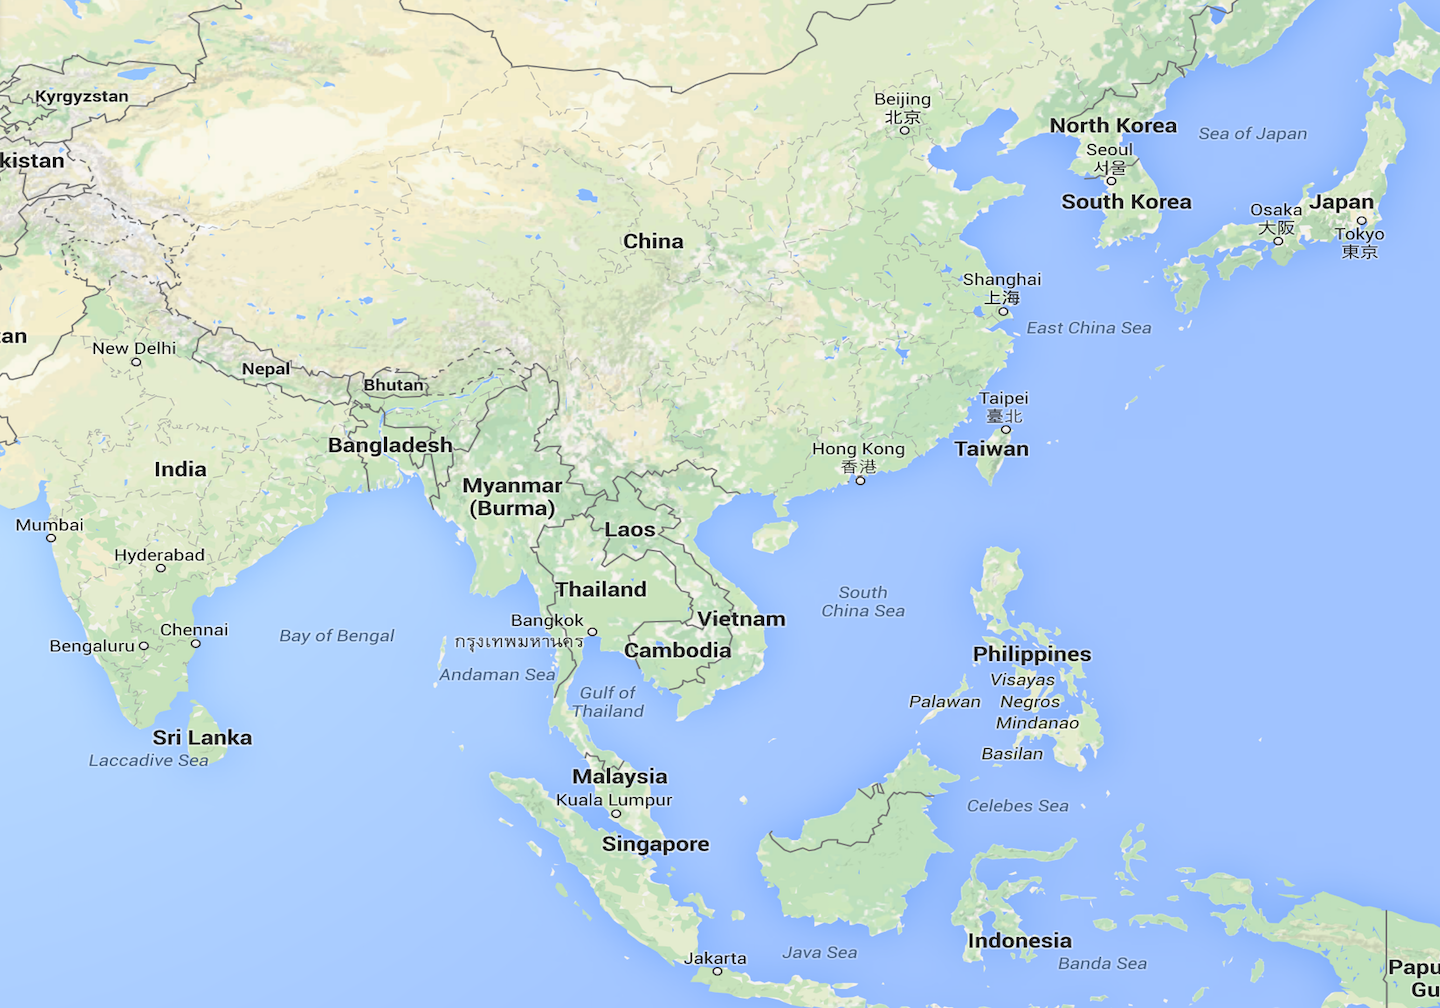 Kyrgyzstan
Beijing
北京
North Korea
Sea of Japan
Seoul
서울
kistan
South Korea
Japan
Osaka
大阪
Tokyo
東京
China
Shanghai
上海
East China Sea
an
New Delhi
Nepal
Bhutan
Taipei
臺北
Taiwan
Bangladesh
Hong Kong
香港
India
Myanmar
(Burma)
Laos
Mumbai
Hyderabad
Thailand
South
China Sea
Vietnam
Bangkok
กรุงเทพมหานคร
Chennai
Bengaluru
Bay of Bengal
Cambodia
Philippines
Andaman Sea
Visayas
Gulf of
Thailand
Palawan
Negros
Mindanao
Sri Lanka
Basilan
Laccadive Sea
Malaysia
Kuala Lumpur
Celebes Sea
Singapore
Indonesia
Java Sea
Jakarta
Banda Sea
Papu
Gu